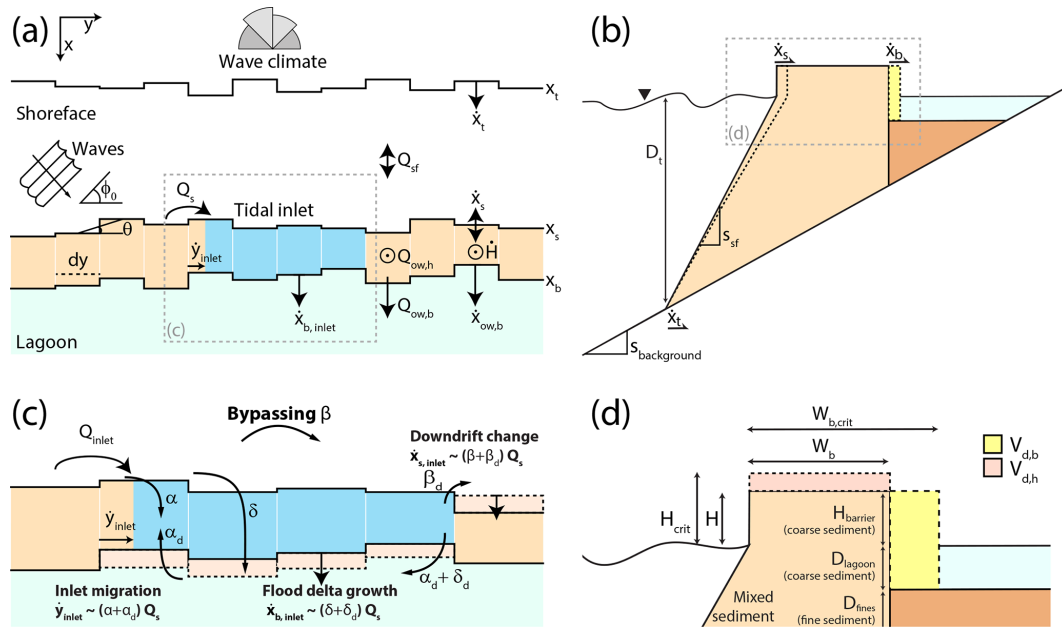 (a)
y
x
Wave climate
x_t
Shoreface
ẋ_t
Waves
ϕ_0
Q_sf
Q_s
Tidal inlet
ẋ_s
θ
x_s
ẏ_inlet
Q_ow,h
Ḣ
dy
x_b
Q_ow,b
ẋ_b, inlet
ẋ_ow,b
(c)
Lagoon
(b)
ẋ_s
ẋ_b
(d)
D_t
s_sf
ẋ_t
s_background
(c)
Bypassing β
Q_inlet
Downdrift change
ẋ_s, inlet ~ (β+β_d) Q_s
β_d
α
δ
ẏ_inlet
α_d
α_d + δ_d
Inlet migration
ẏ_inlet ~ (α+α_d) Q_s
Flood delta growth
ẋ_b, inlet ~ (δ+δ_d) Q_s
(d)
W_b,crit
W_b
V_d,b
V_d,h
H_crit
H
H_barrier
(coarse sediment)
D_lagoon
(coarse sediment)
Mixed
sediment
D_fines
(fine sediment)